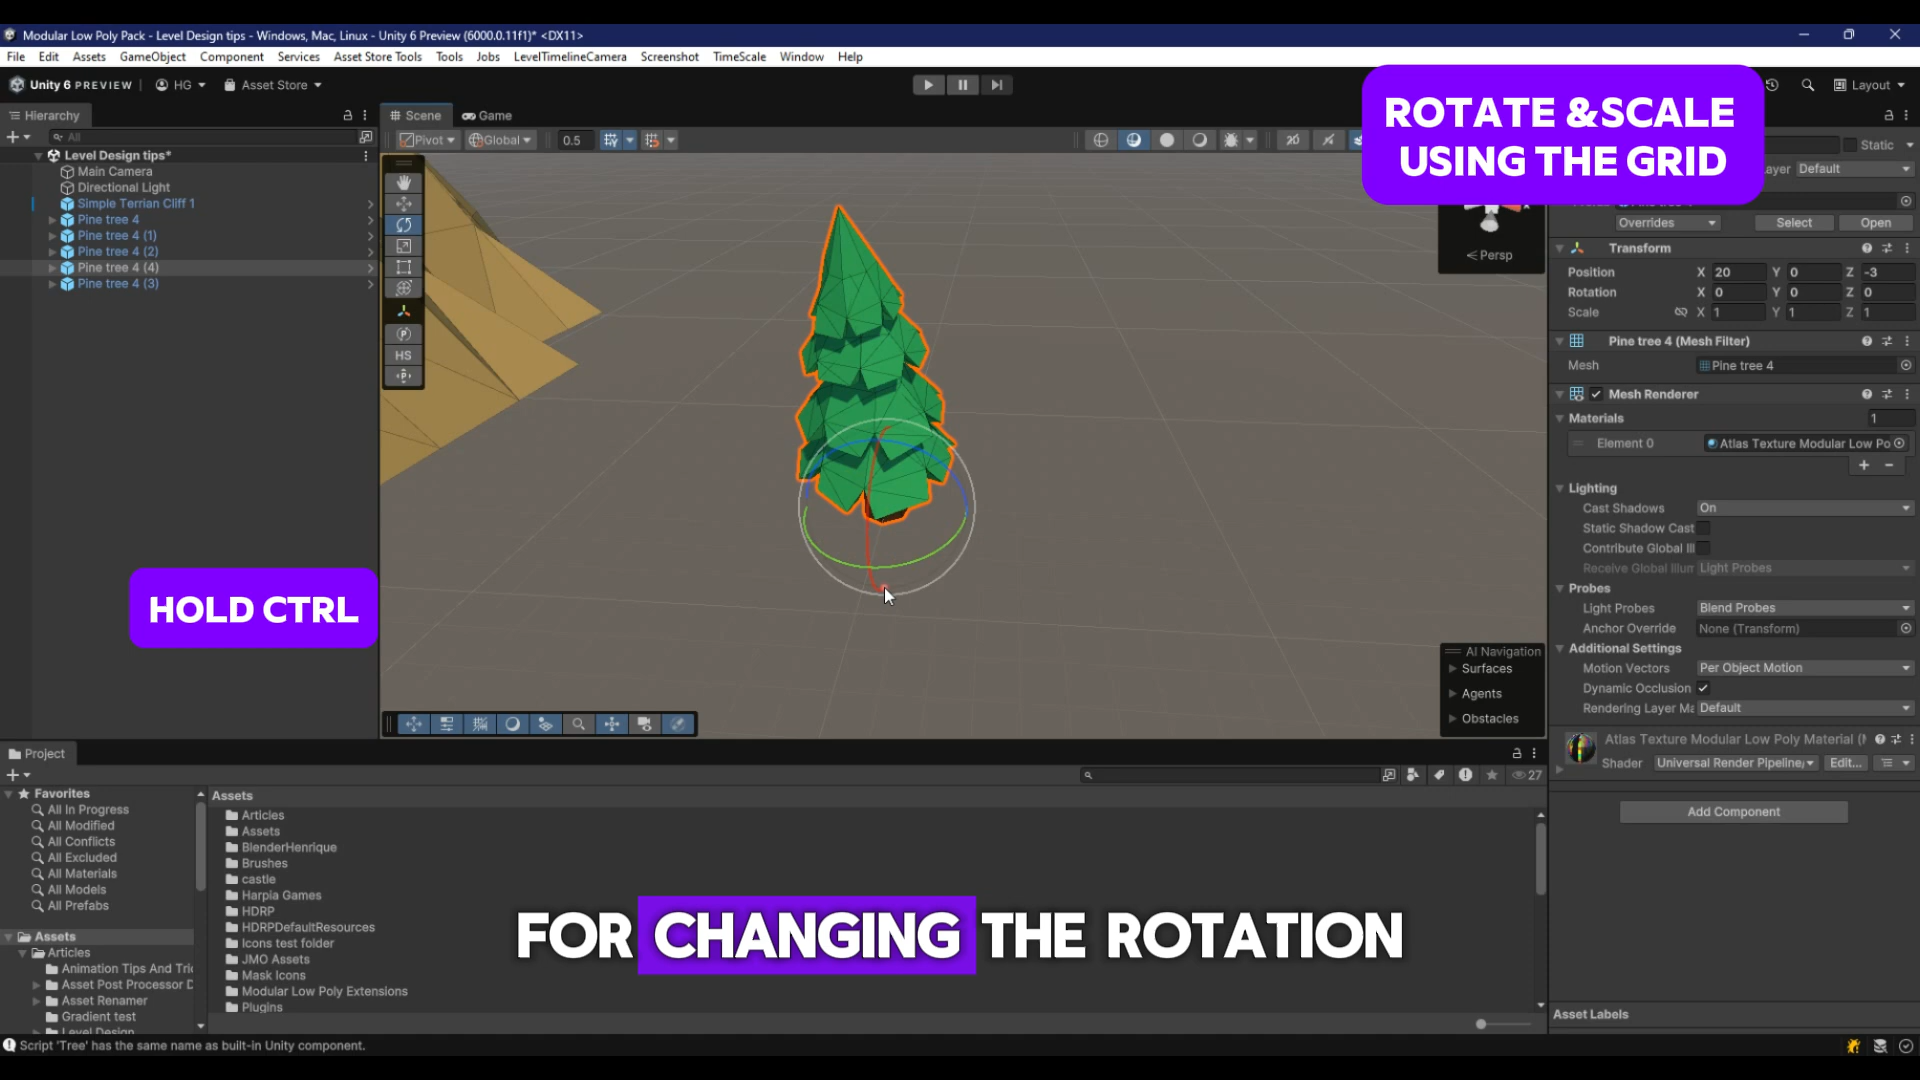 Modular Low Poly Pack - Level Design tips - Windows, Mac, Linux - Unity 6 Preview (6000.0.11f1)* <DX11>
File Edit Assets GameObject Component Services Asset Store Tools Tools Jobs LevelTimelineCamera Screenshot TimeScale Window Help
Unity 6 PREVIEW HG Asset Store Layout
ROTATE &SCALE
USING THE GRID
Hierarchy
All
Level Design tips*
Main Camera
Directional Light
Simple Terrian Cliff 1
Pine tree 4
Pine tree 4 (1)
Pine tree 4 (2)
Pine tree 4 (4)
Pine tree 4 (3)
Scene Game
Pivot Global 0.5 2D
HS
Persp
HOLD CTRL
AI Navigation
Surfaces
Agents
Obstacles
Static
ayer Default
Overrides Select Open
Transform
Position X 20 Y 0 Z -3
Rotation X 0 Y 0 Z 0
Scale X 1 Y 1 Z 1
Pine tree 4 (Mesh Filter)
Mesh Pine tree 4
Mesh Renderer
Materials 1
Element 0 Atlas Texture Modular Low Po
Lighting
Cast Shadows On
Static Shadow Cast
Contribute Global Ill
Receive Global Illum Light Probes
Probes
Light Probes Blend Probes
Anchor Override None (Transform)
Additional Settings
Motion Vectors Per Object Motion
Dynamic Occlusion
Rendering Layer Ma Default
Atlas Texture Modular Low Poly Material (
Shader Universal Render Pipeline/ Edit...
Add Component
Asset Labels
Project
27
Favorites
All In Progress
All Modified
All Conflicts
All Excluded
All Materials
All Models
All Prefabs
Assets
Articles
Animation Tips And Tri
Asset Post Processor D
Asset Renamer
Gradient test
Level Design
Assets
Articles
Assets
BlenderHenrique
Brushes
castle
Harpia Games
HDRP
HDRPDefaultResources
Icons test folder
JMO Assets
Mask Icons
Modular Low Poly Extensions
Plugins
FOR CHANGING THE ROTATION
Script 'Tree' has the same name as built-in Unity component.